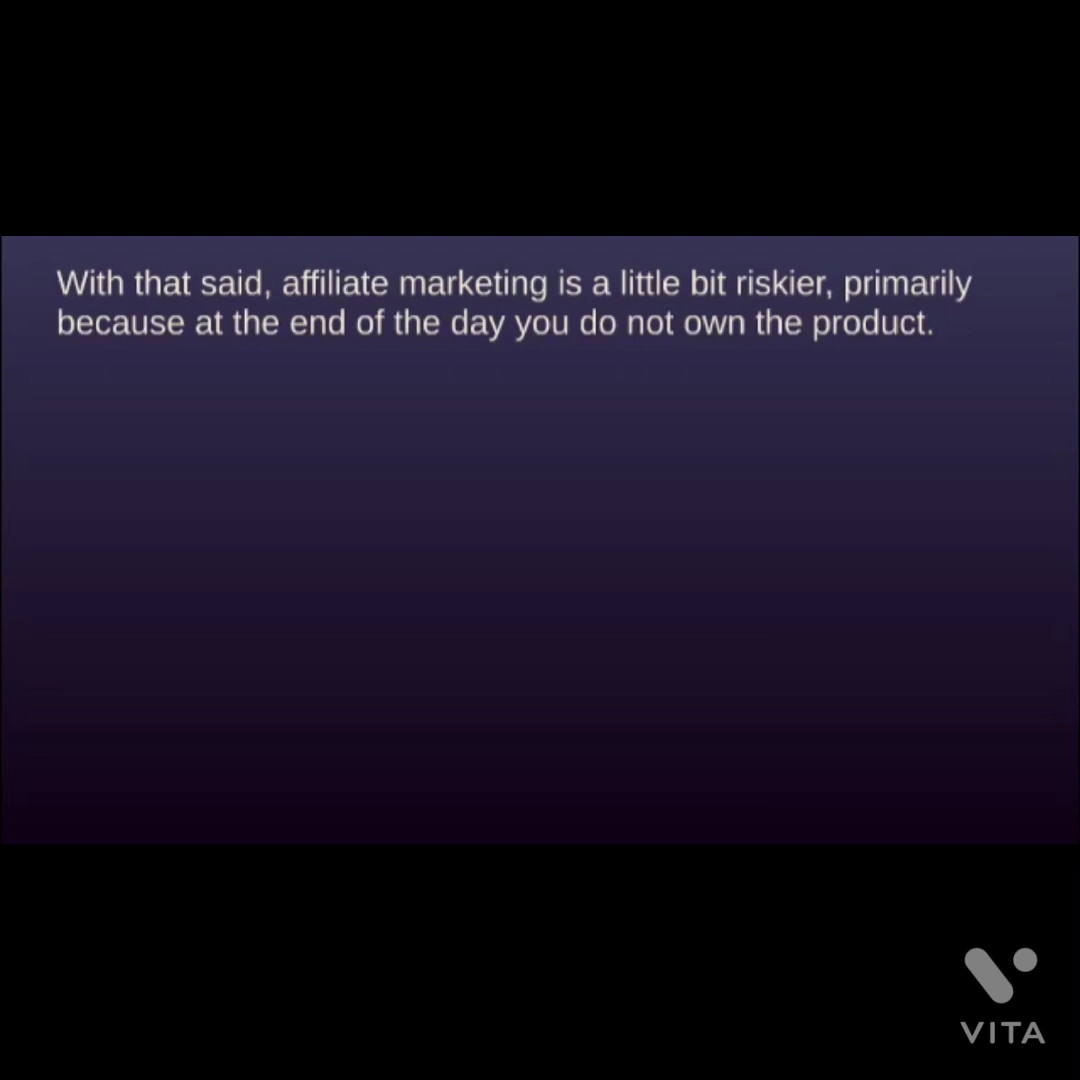 With that said, affiliate marketing is a little bit riskier, primarily
because at the end of the day you do not own the product.
VITA